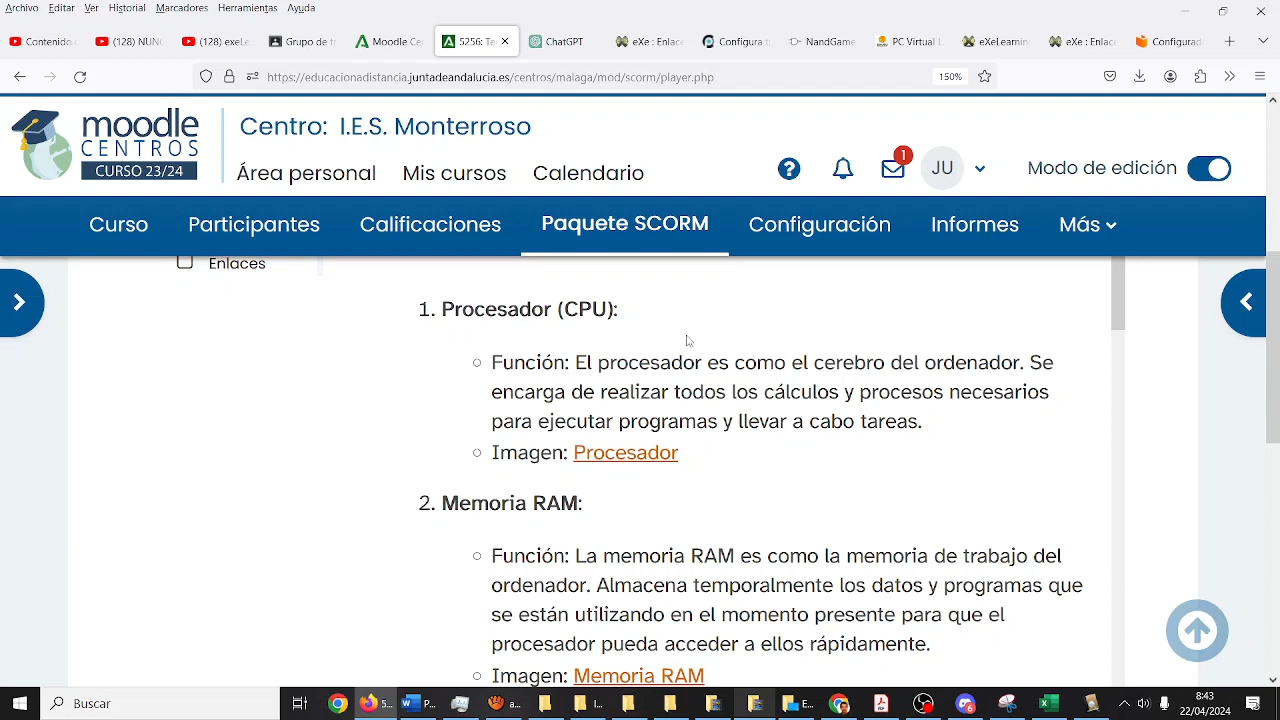 Archivo Editar Ver Historial Marcadores Herramientas Ayuda
Contenido (128) NUNC (128) exeLe Grupo de tr Moodle Ce 5256: Te ChatGPT eXe : Enlace Configura tu NandGame PC Virtual L eXeLearnin eXe : Enlace Configurad
https://educacionadistancia.juntadeandalucia.es/centros/malaga/mod/scorm/player.php 150%
moodle
CENTROS
CURSO 23/24
Centro: I.E.S. Monterroso
Área personal Mis cursos Calendario 1 JU Modo de edición
Curso Participantes Calificaciones Paquete SCORM Configuración Informes Más
Enlaces
1. Procesador (CPU):
Función: El procesador es como el cerebro del ordenador. Se
encarga de realizar todos los cálculos y procesos necesarios
para ejecutar programas y llevar a cabo tareas.
Imagen: Procesador
2. Memoria RAM:
Función: La memoria RAM es como la memoria de trabajo del
ordenador. Almacena temporalmente los datos y programas que
se están utilizando en el momento presente para que el
procesador pueda acceder a ellos rápidamente.
Imagen: Memoria RAM
Buscar
8:43
22/04/2024